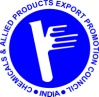 CHEMICALS & ALLIED PRODUCTS EXPORT PROMOTION COUNCIL
•INDIA•